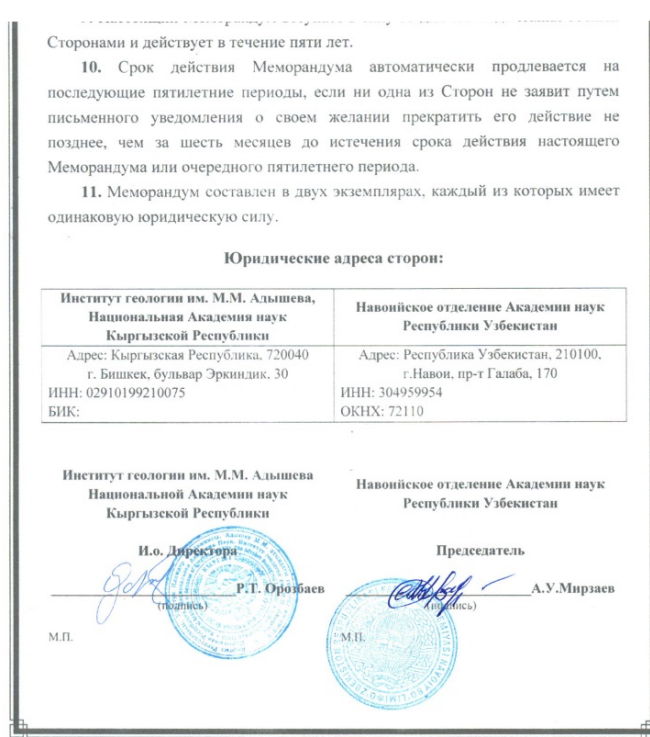 Сторонами и действует в течение пяти лет.
10. Срок действия Меморандума автоматически продлевается на
последующие пятилетние периоды, если ни одна из Сторон не заявит путем
письменного уведомления о своем желании прекратить его действие не
позднее, чем за шесть месяцев до истечения срока действия настоящего
Меморандума или очередного пятилетнего периода.
11. Меморандум составлен в двух экземплярах, каждый из которых имеет
одинаковую юридическую силу.
Юридические адреса сторон:
Институт геологии им. М.М. Адышева,
Национальная Академия наук
Кыргызской Республики
Навоийское отделение Академии наук
Республики Узбекистан
Адрес: Кыргызская Республика, 720040
г. Бишкек, бульвар Эркиндик, 30
ИНН: 02910199210075
БИК:
Адрес: Республика Узбекистан, 210100,
г.Навои, пр-т Галаба, 170
ИНН: 304959954
ОКНХ: 72110
Институт геологии им. М.М. Адышева
Национальной Академии наук
Кыргызской Республики
Навоийское отделение Академии наук
Республики Узбекистан
И.о. Директора
Председатель
Р.Т. Орозбаев
(подпись)
А.У.Мирзаев
(подпись)
М.П.
М.П.